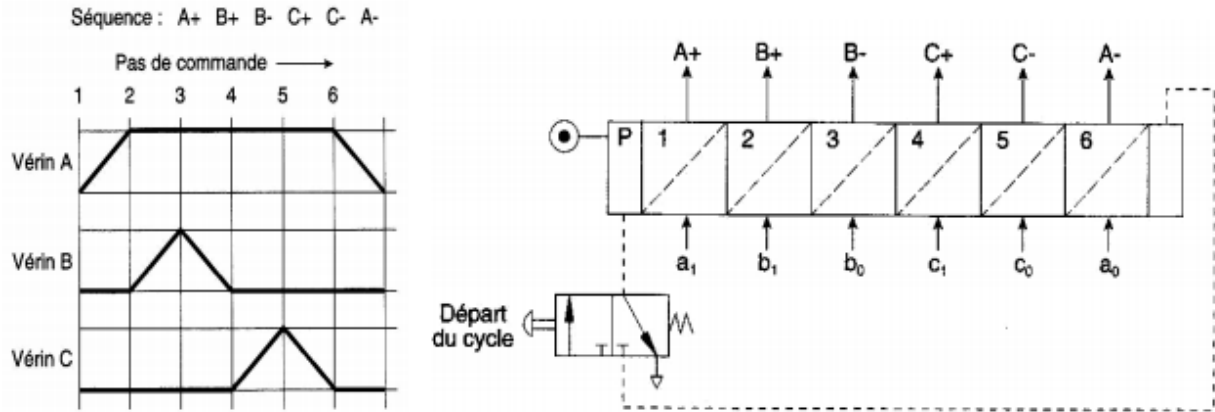 Séquence : A+ B+ B- C+ C- A-
Pas de commande
1 2 3 4 5 6
Vérin A
Vérin B
Vérin C
A+ B+ B- C+ C- A-
P 1 2 3 4 5 6
a₁ b₁ b₀ c₁ c₀ a₀
Départ
du cycle